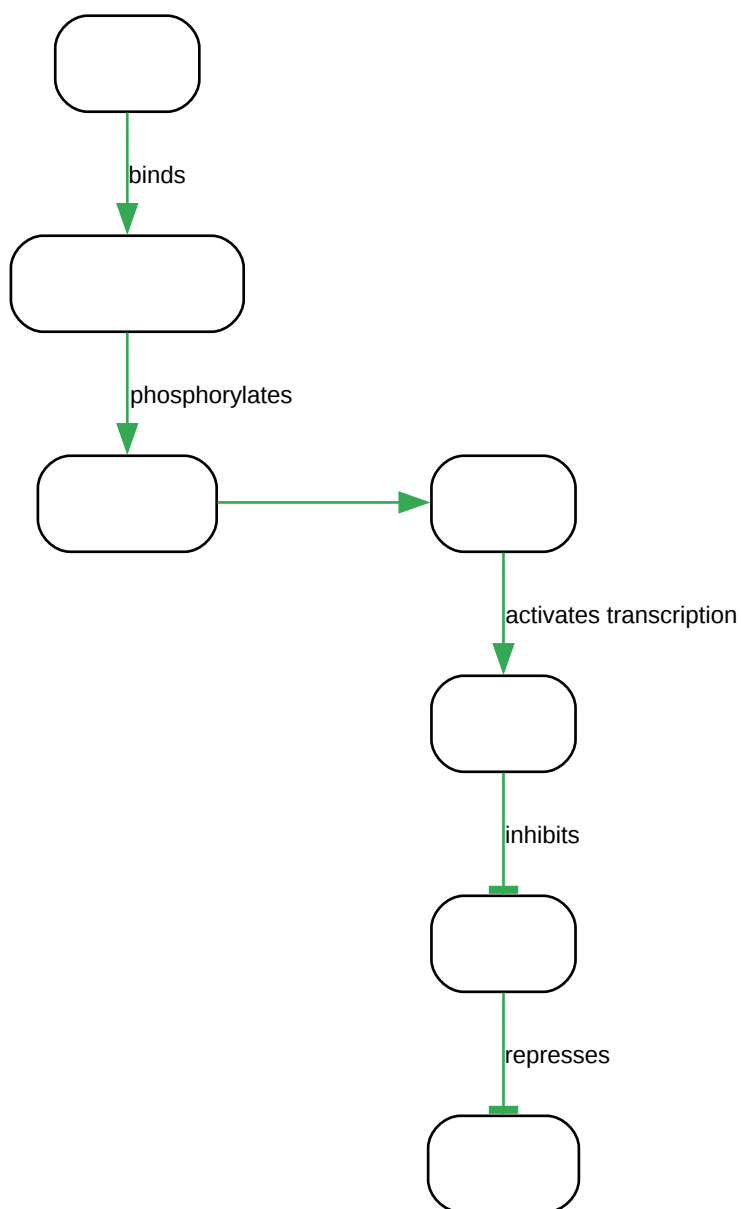 binds
phosphorylates
activates transcription
inhibits
represses